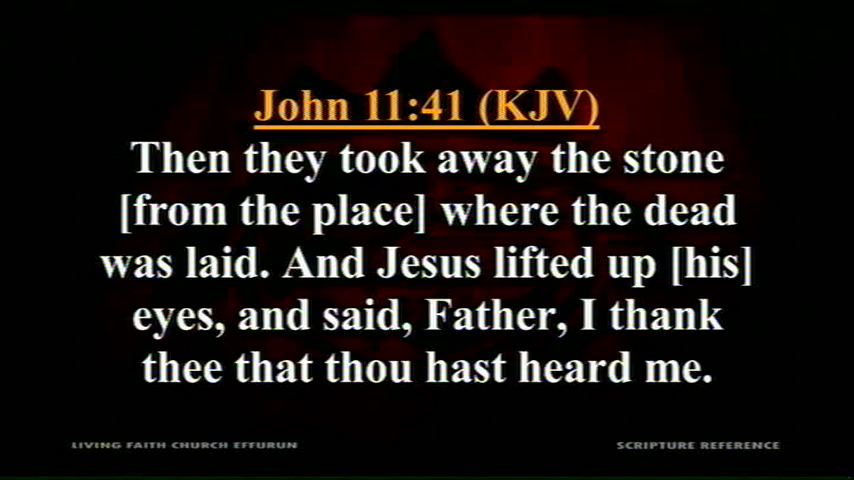 John 11:41 (KJV)
Then they took away the stone
[from the place] where the dead
was laid. And Jesus lifted up [his]
eyes, and said, Father, I thank
thee that thou hast heard me.
LIVING FAITH CHURCH EFFURUN
SCRIPTURE REFERENCE